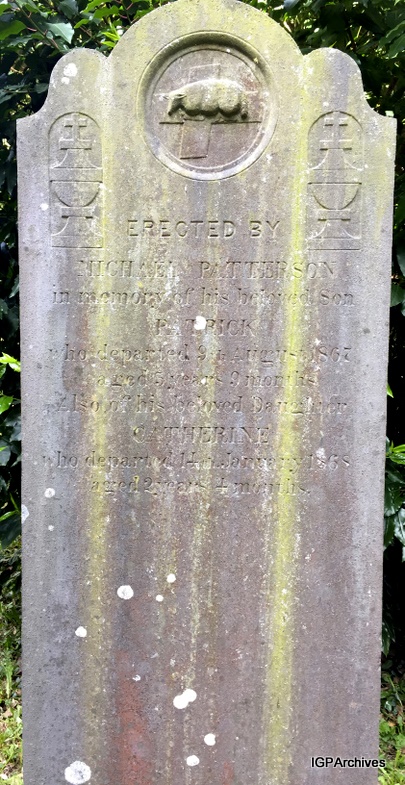 ERECTED BY
MICHAEL PATTERSON
in memory of his beloved Son
PATRICK
who departed 9th August 1867
aged 5 years 9 months
Also of his beloved Daughter
CATHERINE
who departed 14th January 1868
aged 2 years 4 months.
IGPArchives